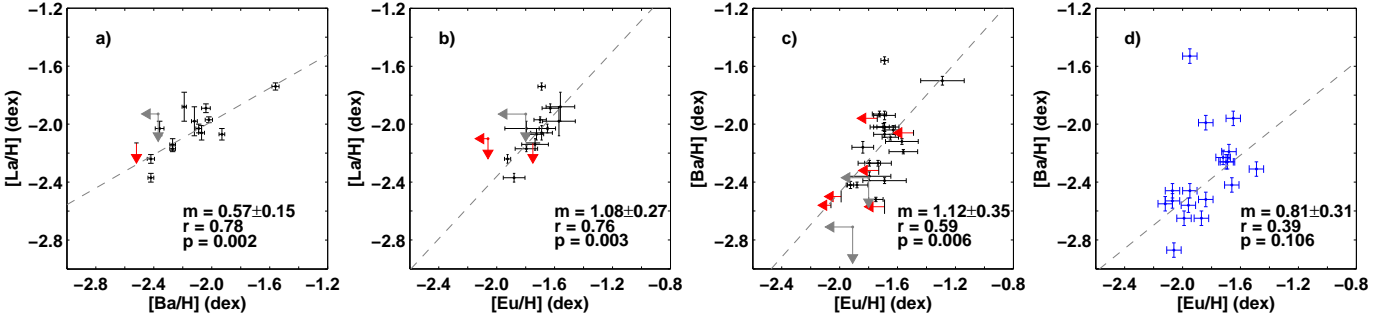 a)
[La/H] (dex)
−1.2
−1.6
−2.0
−2.4
−2.8
m = 0.57±0.15
r = 0.78
p = 0.002
−2.8 −2.4 −2.0 −1.6 −1.2
[Ba/H] (dex)
b)
[La/H] (dex)
−1.2
−1.6
−2.0
−2.4
−2.8
m = 1.08±0.27
r = 0.76
p = 0.003
−2.4 −2.0 −1.6 −1.2 −0.8
[Eu/H] (dex)
c)
[Ba/H] (dex)
−1.2
−1.6
−2.0
−2.4
−2.8
m = 1.12±0.35
r = 0.59
p = 0.006
−2.4 −2.0 −1.6 −1.2 −0.8
[Eu/H] (dex)
d)
[Ba/H] (dex)
−1.2
−1.6
−2.0
−2.4
−2.8
m = 0.81±0.31
r = 0.39
p = 0.106
−2.4 −2.0 −1.6 −1.2 −0.8
[Eu/H] (dex)